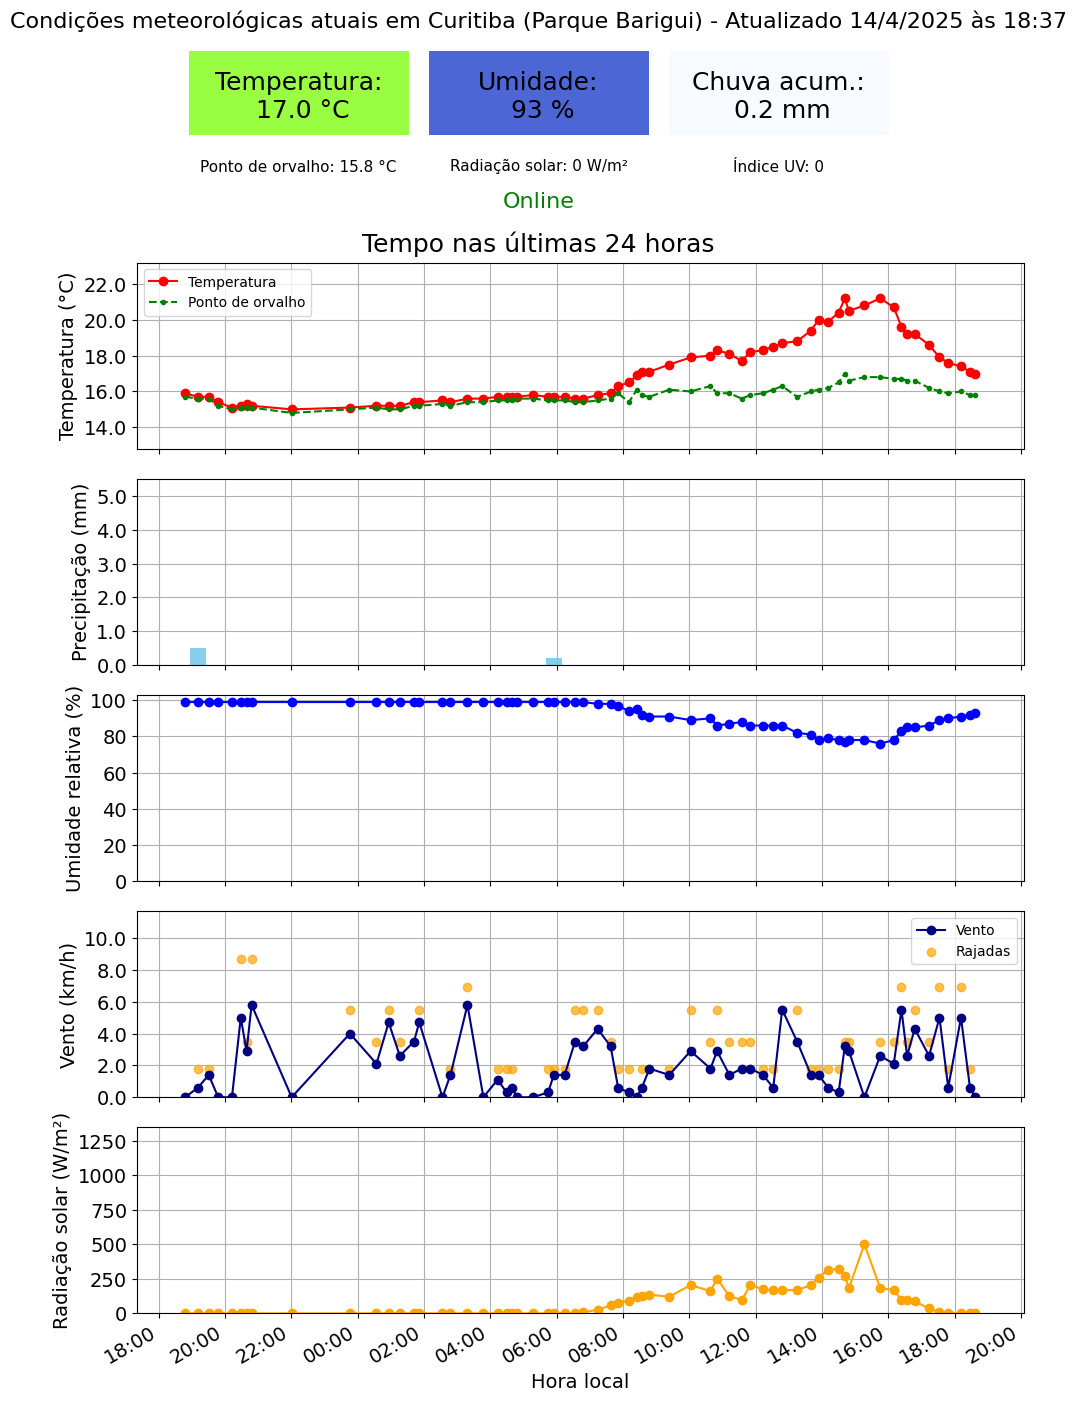 Condições meteorológicas atuais em Curitiba (Parque Barigui) - Atualizado 14/4/2025 às 18:37
Temperatura:
17.0 °C
Umidade:
93 %
Chuva acum.:
0.2 mm
Ponto de orvalho: 15.8 °C
Radiação solar: 0 W/m²
Índice UV: 0
Online
Tempo nas últimas 24 horas
Temperatura (°C)
22.0
20.0
18.0
16.0
14.0
Temperatura
Ponto de orvalho
Precipitação (mm)
5.0
4.0
3.0
2.0
1.0
0.0
Umidade relativa (%)
100
80
60
40
20
0
Vento (km/h)
10.0
8.0
6.0
4.0
2.0
0.0
Vento
Rajadas
Radiação solar (W/m²)
1250
1000
750
500
250
0
18:00
20:00
22:00
00:00
02:00
04:00
06:00
08:00
10:00
12:00
14:00
16:00
18:00
20:00
Hora local